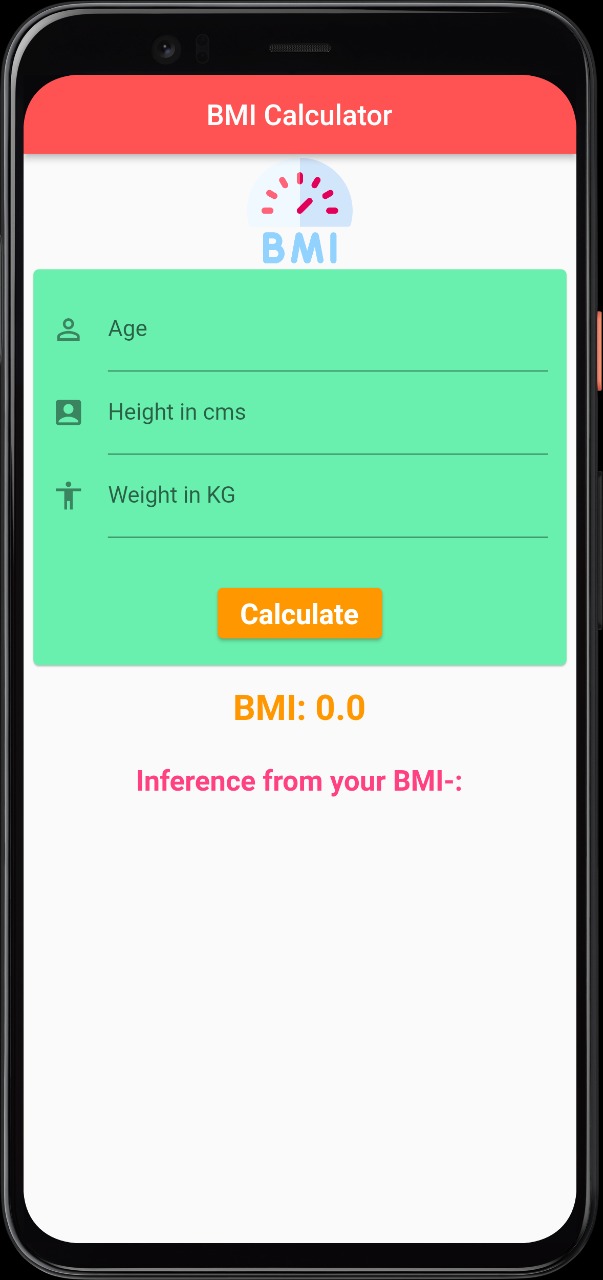 BMI Calculator
BMI
Age
Height in cms
Weight in KG
Calculate
BMI: 0.0
Inference from your BMI-: